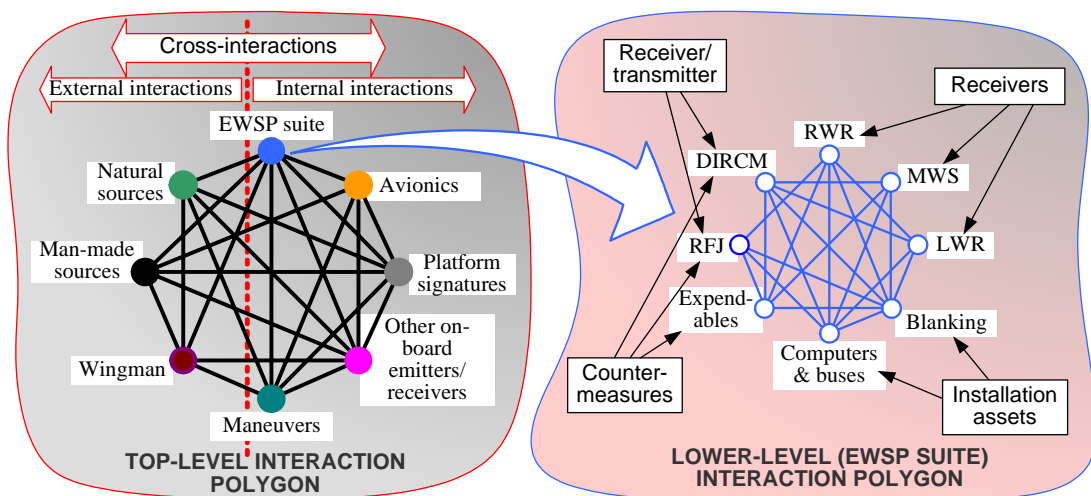 Cross-interactions
External interactions
Internal interactions
EWSP suite
Natural
sources
Avionics
Man-made
sources
Platform
signatures
Wingman
Other on-
board
emitters/
receivers
Maneuvers
TOP-LEVEL INTERACTION
POLYGON
Receiver/
transmitter
Receivers
RWR
DIRCM
MWS
RFJ
LWR
Expend-
ables
Blanking
Computers
& buses
Counter-
measures
Installation
assets
LOWER-LEVEL (EWSP SUITE)
INTERACTION POLYGON